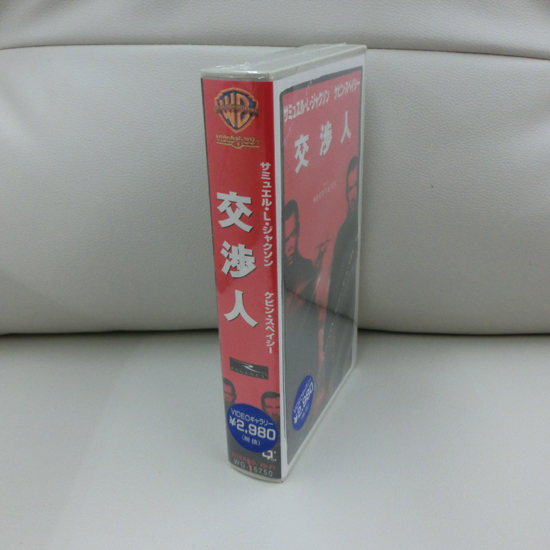 サミュエル・L・ジャクソン
ケビン・スペイシー
交渉人
VIDEOギャラリー
¥2,980
(税抜)
サミュエル・L・ジャクソン ケビン・スペイシー
交渉人
¥2,980